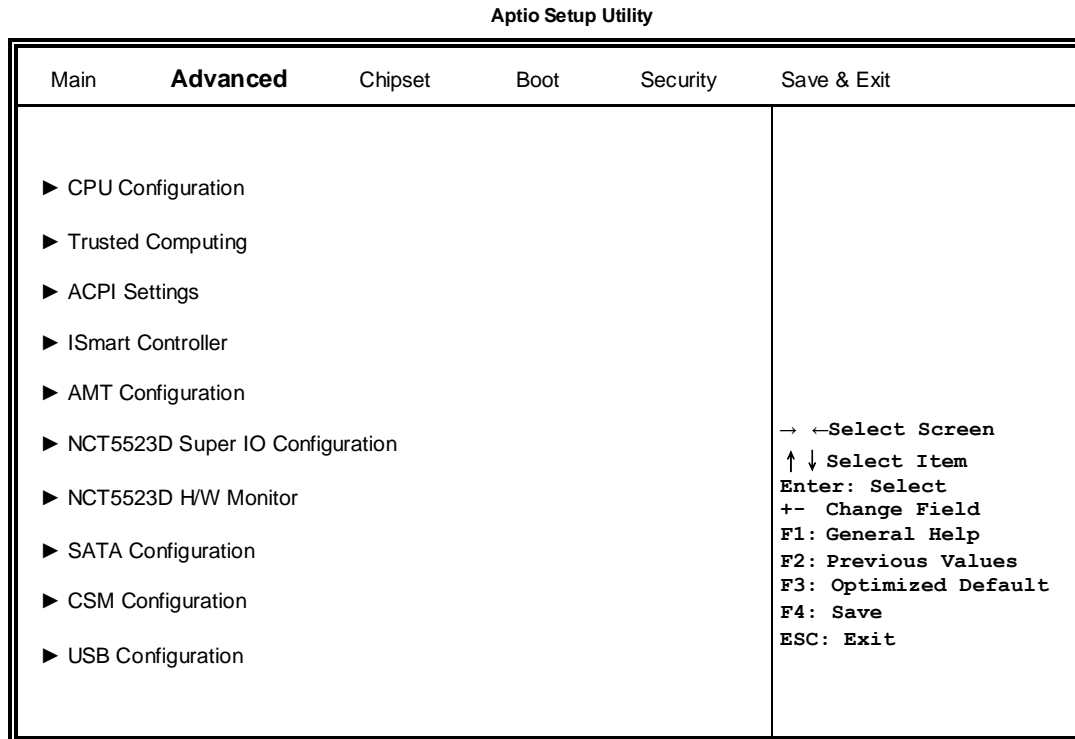 Aptio Setup Utility
Main Advanced Chipset Boot Security Save & Exit
► CPU Configuration
► Trusted Computing
► ACPI Settings
► ISmart Controller
► AMT Configuration
► NCT5523D Super IO Configuration
► NCT5523D H/W Monitor
► SATA Configuration
► CSM Configuration
► USB Configuration
→ ←Select Screen
↑ ↓ Select Item
Enter: Select
+- Change Field
F1: General Help
F2: Previous Values
F3: Optimized Default
F4: Save
ESC: Exit